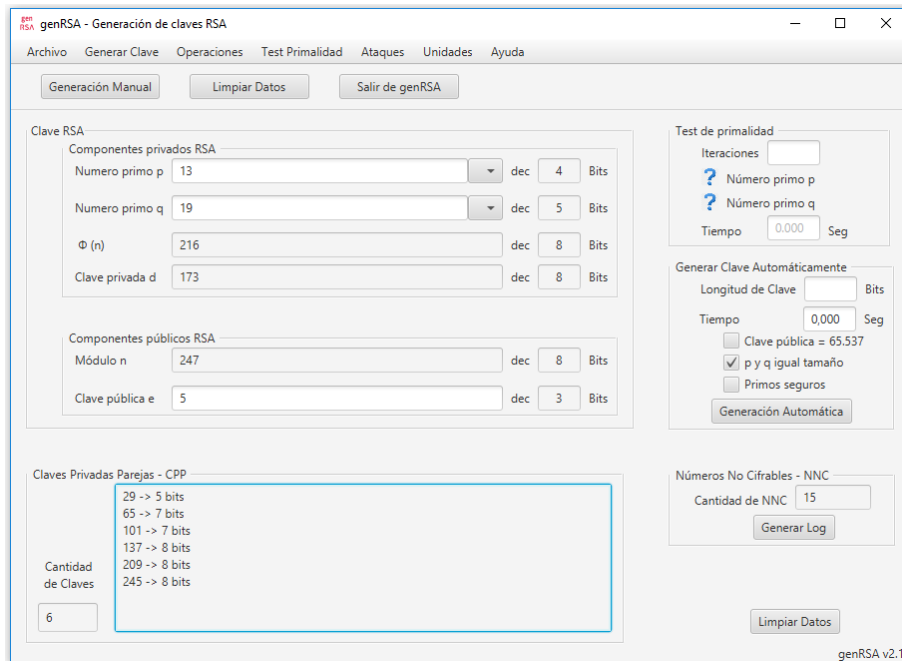 gen RSA genRSA - Generación de claves RSA
Archivo Generar Clave Operaciones Test Primalidad Ataques Unidades Ayuda
Generación Manual Limpiar Datos Salir de genRSA
Clave RSA
Componentes privados RSA
Numero primo p 13 dec 4 Bits
Numero primo q 19 dec 5 Bits
Φ (n) 216 dec 8 Bits
Clave privada d 173 dec 8 Bits
Componentes públicos RSA
Módulo n 247 dec 8 Bits
Clave pública e 5 dec 3 Bits
Test de primalidad
Iteraciones
? Número primo p
? Número primo q
Tiempo 0.000 Seg
Generar Clave Automáticamente
Longitud de Clave Bits
Tiempo 0,000 Seg
Clave pública = 65.537
p y q igual tamaño
Primos seguros
Generación Automática
Claves Privadas Parejas - CPP
29 -> 5 bits
65 -> 7 bits
101 -> 7 bits
137 -> 8 bits
209 -> 8 bits
245 -> 8 bits
Cantidad
de Claves
6
Números No Cifrables - NNC
Cantidad de NNC 15
Generar Log
Limpiar Datos
genRSA v2.1